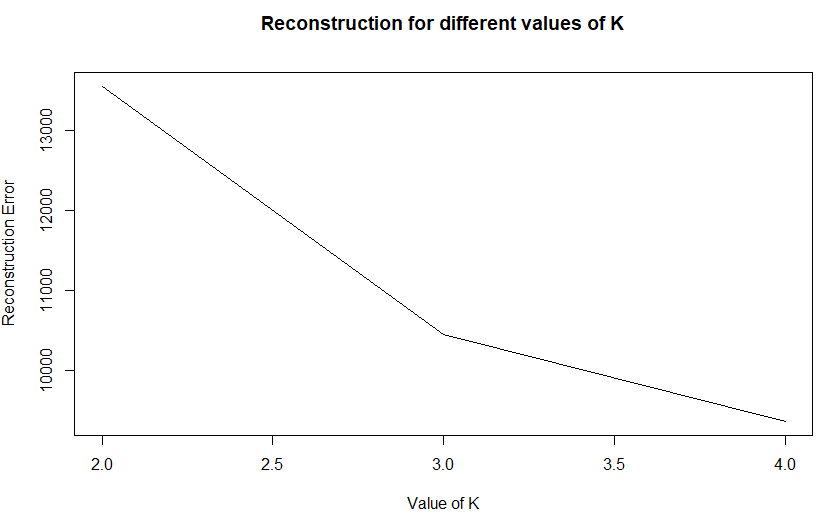 Reconstruction for different values of K
Reconstruction Error
13000
12000
11000
10000
2.0 2.5 3.0 3.5 4.0
Value of K